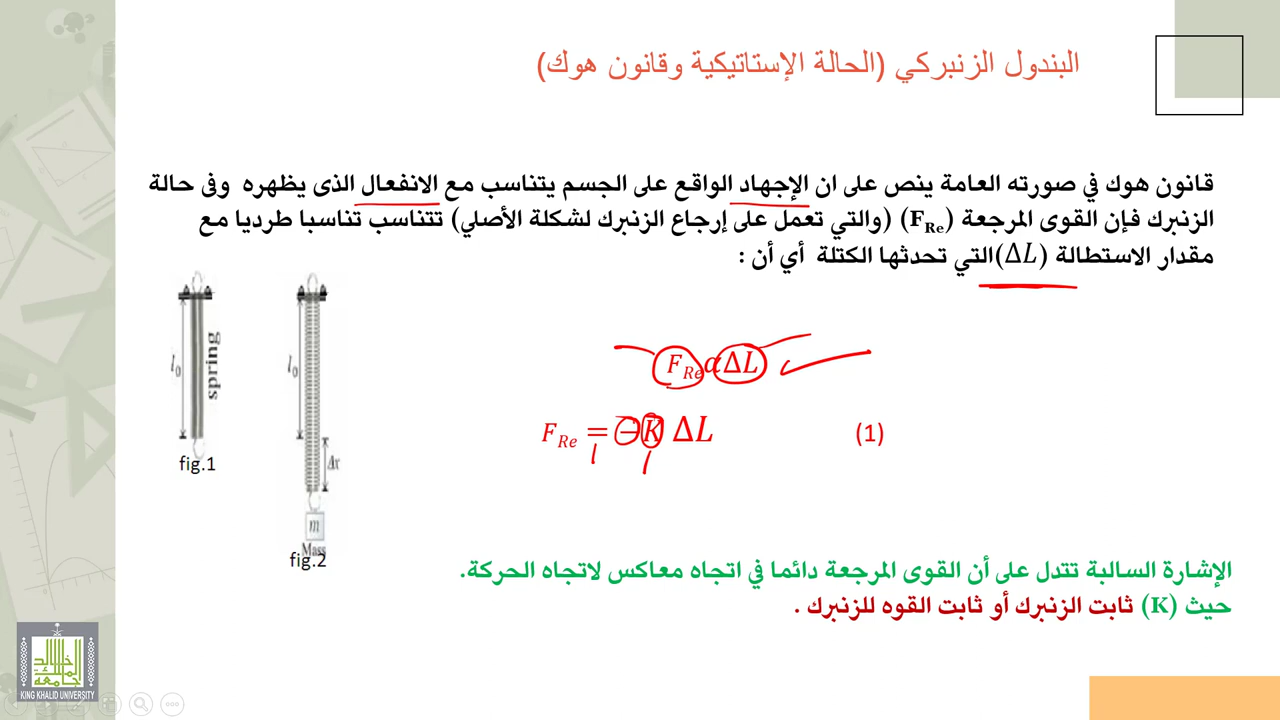 البندول الزنبركي (الحالة الإستاتيكية وقانون هوك)
قانون هوك في صورته العامة ينص على ان الإجهاد الواقع على الجسم يتناسب مع الانفعال الذى يظهره وفى حالة
الزنبرك فإن القوى المرجعة (F_Re) (والتي تعمل على إرجاع الزنبرك لشكلة الأصلي) تتناسب تناسبا طرديا مع
مقدار الاستطالة (ΔL)التي تحدثها الكتلة أي أن :
F_Re α ΔL
F_Re = −K ΔL (1)
l₀
spring
fig.1
l₀
Δx
m
Mass
fig.2
الإشارة السالبة تتدل على أن القوى المرجعة دائما في اتجاه معاكس لاتجاه الحركة.
حيث (K) ثابت الزنبرك أو ثابت القوه للزنبرك .
جامعة الملك خالد
KING KHALID UNIVERSITY